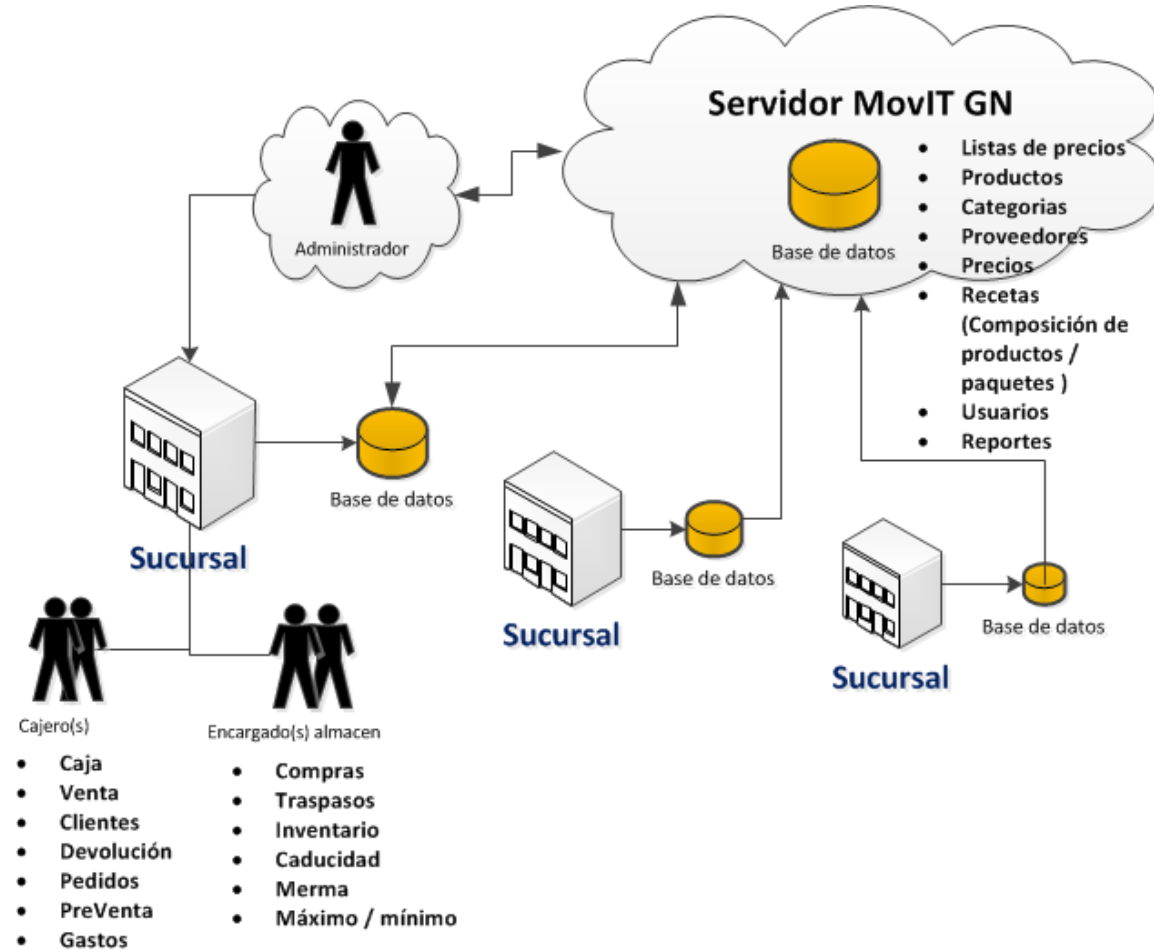 Servidor MovIT GN
• Listas de precios
• Productos
• Categorias
• Proveedores
• Precios
• Recetas
(Composición de
productos /
paquetes )
• Usuarios
• Reportes
Base de datos
Administrador
Base de datos
Sucursal
Base de datos
Sucursal
Base de datos
Sucursal
Cajero(s)
• Caja
• Venta
• Clientes
• Devolución
• Pedidos
• PreVenta
• Gastos
Encargado(s) almacen
• Compras
• Traspasos
• Inventario
• Caducidad
• Merma
• Máximo / mínimo